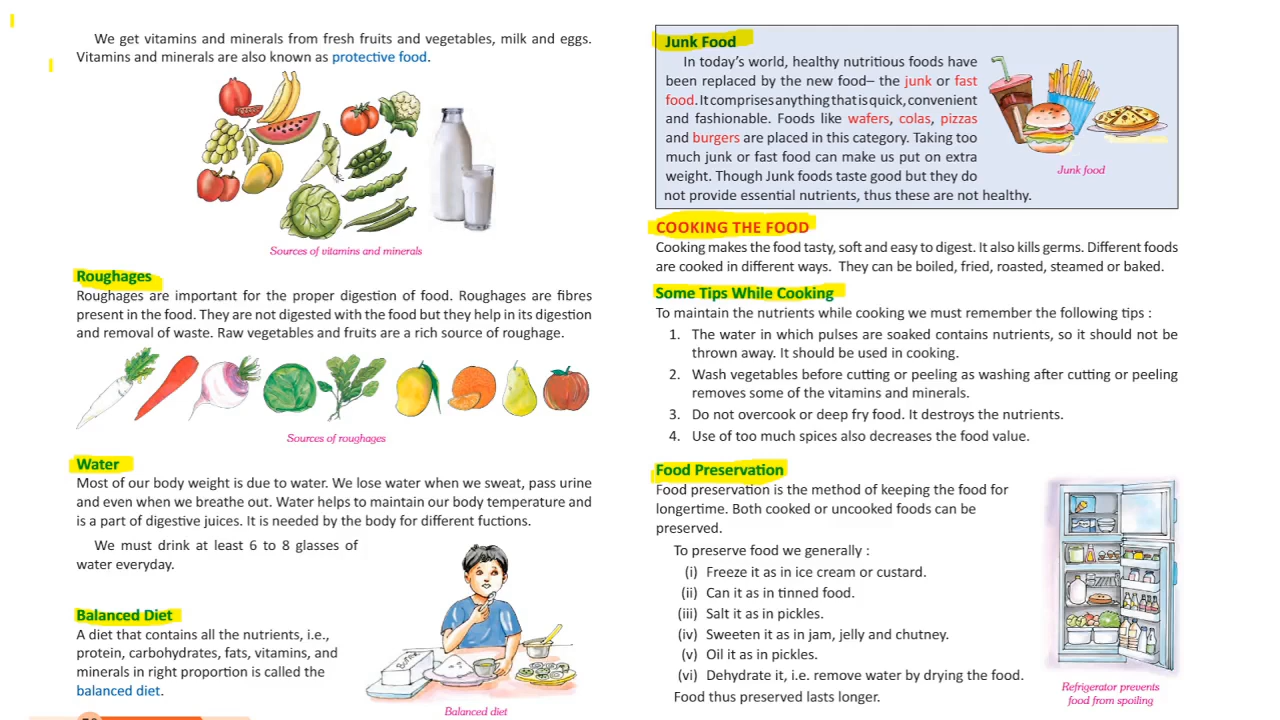 We get vitamins and minerals from fresh fruits and vegetables, milk and eggs.
Vitamins and minerals are also known as protective food.
Sources of vitamins and minerals
Roughages
Roughages are important for the proper digestion of food. Roughages are fibres
present in the food. They are not digested with the food but they help in its digestion
and removal of waste. Raw vegetables and fruits are a rich source of roughage.
Sources of roughages
Water
Most of our body weight is due to water. We lose water when we sweat, pass urine
and even when we breathe out. Water helps to maintain our body temperature and
is a part of digestive juices. It is needed by the body for different fuctions.
We must drink at least 6 to 8 glasses of
water everyday.
Balanced Diet
A diet that contains all the nutrients, i.e.,
protein, carbohydrates, fats, vitamins, and
minerals in right proportion is called the
balanced diet.
Balanced diet
Junk Food
In today's world, healthy nutritious foods have
been replaced by the new food– the junk or fast
food. It comprises anything that is quick, convenient
and fashionable. Foods like wafers, colas, pizzas
and burgers are placed in this category. Taking too
much junk or fast food can make us put on extra
weight. Though Junk foods taste good but they do
not provide essential nutrients, thus these are not healthy.
Junk food
COOKING THE FOOD
Cooking makes the food tasty, soft and easy to digest. It also kills germs. Different foods
are cooked in different ways. They can be boiled, fried, roasted, steamed or baked.
Some Tips While Cooking
To maintain the nutrients while cooking we must remember the following tips :
1. The water in which pulses are soaked contains nutrients, so it should not be
thrown away. It should be used in cooking.
2. Wash vegetables before cutting or peeling as washing after cutting or peeling
removes some of the vitamins and minerals.
3. Do not overcook or deep fry food. It destroys the nutrients.
4. Use of too much spices also decreases the food value.
Food Preservation
Food preservation is the method of keeping the food for
longertime. Both cooked or uncooked foods can be
preserved.
To preserve food we generally :
(i) Freeze it as in ice cream or custard.
(ii) Can it as in tinned food.
(iii) Salt it as in pickles.
(iv) Sweeten it as in jam, jelly and chutney.
(v) Oil it as in pickles.
(vi) Dehydrate it, i.e. remove water by drying the food.
Food thus preserved lasts longer.
Refrigerator prevents
food from spoiling